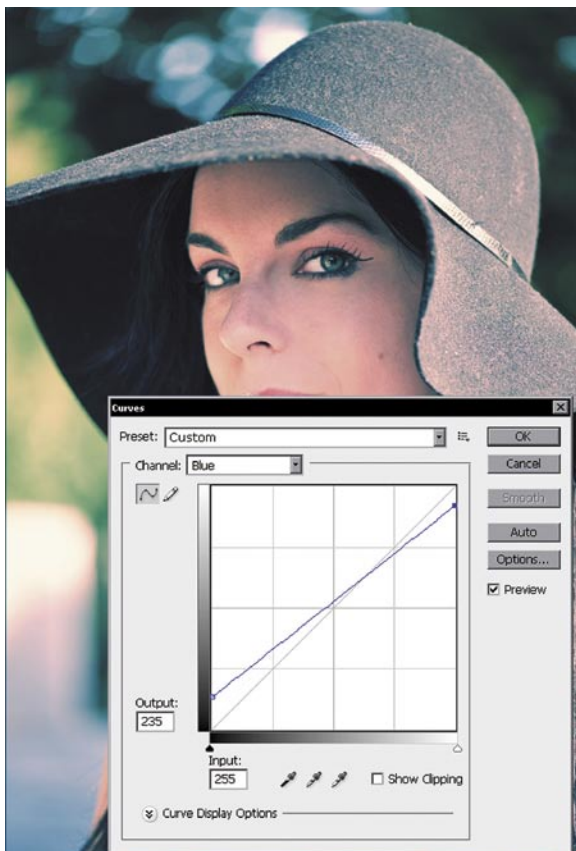 Curves
Preset: Custom
OK
Channel: Blue
Cancel
Smooth
Auto
Options...
Preview
Output:
235
Input:
255
Show Clipping
Curve Display Options